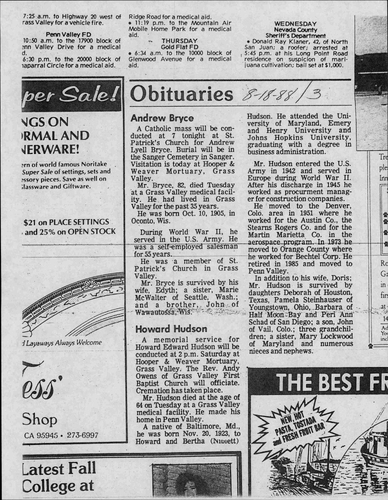 7:25 a.m. to Highway 20 west of
rass Valley for a vehicle fire.
Penn Valley FD
10:50 a.m. to the 17900 block of
nn Valley Drive for a medical
d.
6:30 p.m. to the 20000 block of
haparral Circle for a medical aid.
Ridge Road for a medical aid.
• 11:19 p.m. to the Mountain Air
Mobile Home Park for a medical
aid.
THURSDAY
Gold Flat FD
• 6:34 a.m. to the 10000 block of
Glenwood Avenue for a medical
aid.
WEDNESDAY
Nevada County
Sheriff's Department
• Donald Ray Klaner, 42, of North
San Juan; a roofer; arrested at
5:45 p.m. at his Long Point Road
residence on suspicion of mari-
juana cultivation; bail set at $1,000.
per Sale!
NGS ON
RMAL AND
NERWARE!
ern of world famous Noritake
Super Sale of settings, sets and
ssory pieces. Save as well on
lassware and Giftware.
$21 on PLACE SETTINGS
and 25% on OPEN STOCK
Layaways Always Welcome
ess'
Shop
CA 95945 • 273-6997
Latest Fall
College at
Obituaries
8-18-88 / 3
Andrew Bryce
A Catholic mass will be con-
ducted at 7 tonight at St.
Patrick's Church for Andrew
Lyell Bryce. Burial will be in
the Sanger Cemetery in Sanger.
Visitation is today at Hooper &
Weaver Mortuary, Grass
Valley.
Mr. Bryce, 82, died Tuesday
at a Grass Valley medical facil-
ity. He had lived in Grass
Valley for the past 35 years.
He was born Oct. 10, 1905, in
Oconto, Wis.
During World War II, he
served in the U.S. Army. He
was a self-employed salesman
for 55 years.
He was a member of St.
Patrick's Church in Grass
Valley.
Mr. Bryce is survived by his
wife, Edyth; a sister, Marie
McWalter of Seattle, Wash.;
and a brother, John of
Wawautosa, Wis.
Howard Hudson
A memorial service for
Howard Edward Hudson will be
conducted at 2 p.m. Saturday at
Hooper & Weaver Mortuary,
Grass Valley. The Rev. Andy
Owens of Grass Valley First
Baptist Church will officiate.
Cremation has taken place.
Mr. Hudson died at the age of
64 on Tuesday at a Grass Valley
medical facility. He made his
home in Penn Valley.
A native of Baltimore, Md.,
he was born Nov. 20, 1923, to
Howard and Bertha (Nussett)
Hudson. He attended the Uni-
versity of Maryland, Emery
and Henry University and
Johns Hopkins University,
graduating with a degree in
business administration.
Mr. Hudson entered the U.S.
Army in 1942 and served in
Europe during World War II.
After his discharge in 1945 he
worked as procurment manag-
er for construction companies.
He moved to the Denver,
Colo. area in 1951 where he
worked for the Austin Co., the
Stearns Rogers Co. and for the
Martin Marietta Co. in the
aerospace program. In 1973 he
moved to Orange County where
he worked for Bechtel Corp. He
retired in 1985 and moved to
Penn Valley.
In addition to his wife, Doris;
Mr. Hudson is survived by
daughters Deborah of Houston,
Texas, Pamela Steinhauser of
Youngstown, Ohio, Barbara of
Half Moon Bay and Peri Ann
Schad of San Diego; a son, John
of Vail, Colo.; three grandchil-
dren; a sister, Mary Lockwood
of Maryland and numerous
nieces and nephews.
THE BEST FR
NEW HOT
PASTA, TOSTADA
and FRESH FRUIT BAR